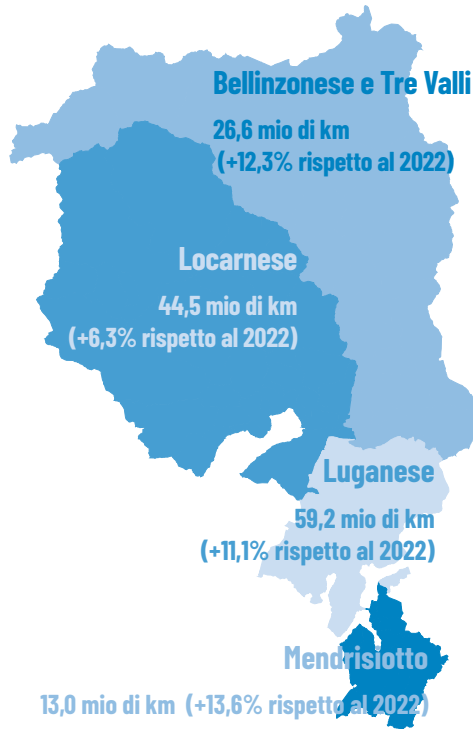 Bellinzonese e Tre Valli
26,6 mio di km
(+12,3% rispetto al 2022)
Locarnese
44,5 mio di km
(+6,3% rispetto al 2022)
Luganese
59,2 mio di km
(+11,1% rispetto al 2022)
Mendrisiotto
13,0 mio di km (+13,6% rispetto al 2022)